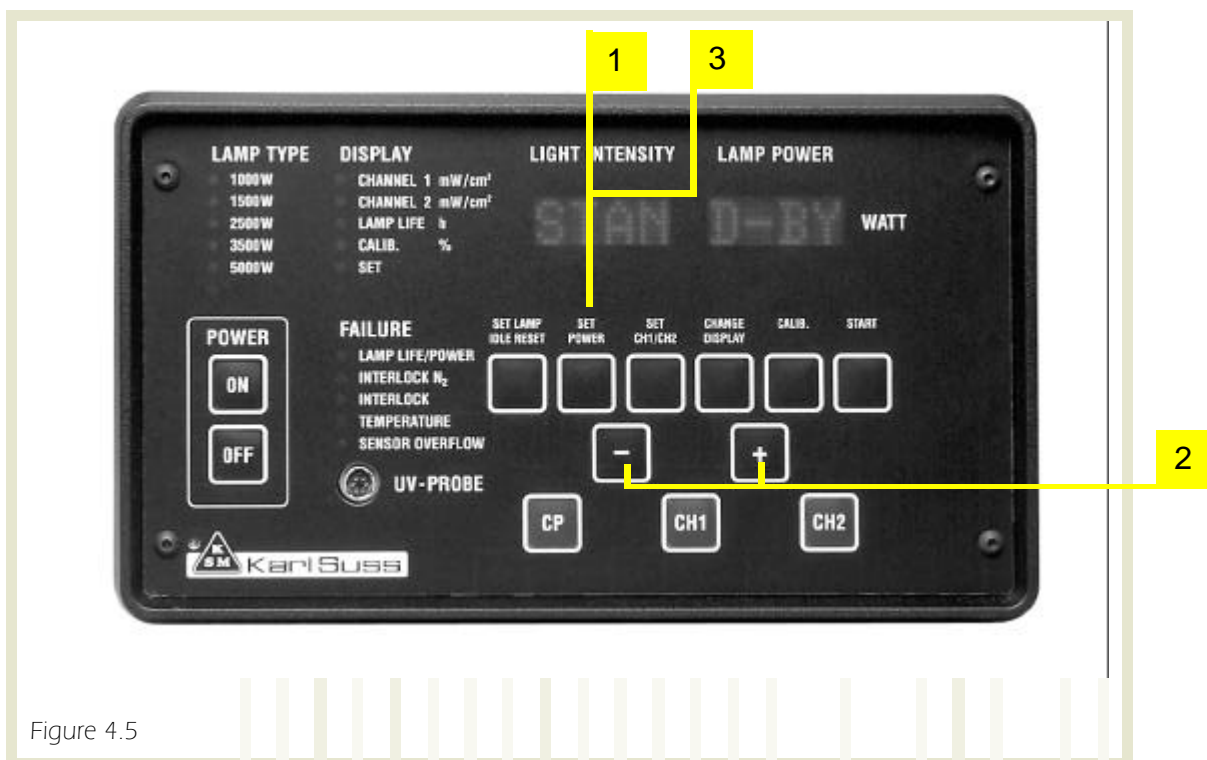 1
3
LAMP TYPE
1000W
1500W
2500W
3500W
5000W
DISPLAY
CHANNEL 1 mW/cm²
CHANNEL 2 mW/cm²
LAMP LIFE h
CALIB. %
SET
LIGHT INTENSITY
LAMP POWER
STAN D-BY WATT
POWER
ON
OFF
FAILURE
LAMP LIFE/POWER
INTERLOCK N₂
INTERLOCK
TEMPERATURE
SENSOR OVERFLOW
UV-PROBE
SET LAMP
IDLE RESET
SET
POWER
SET
CH1/CH2
CHANGE
DISPLAY
CALIB.
START
-
+
2
CP
CH1
CH2
K
SM
Karl Suss
Figure 4.5